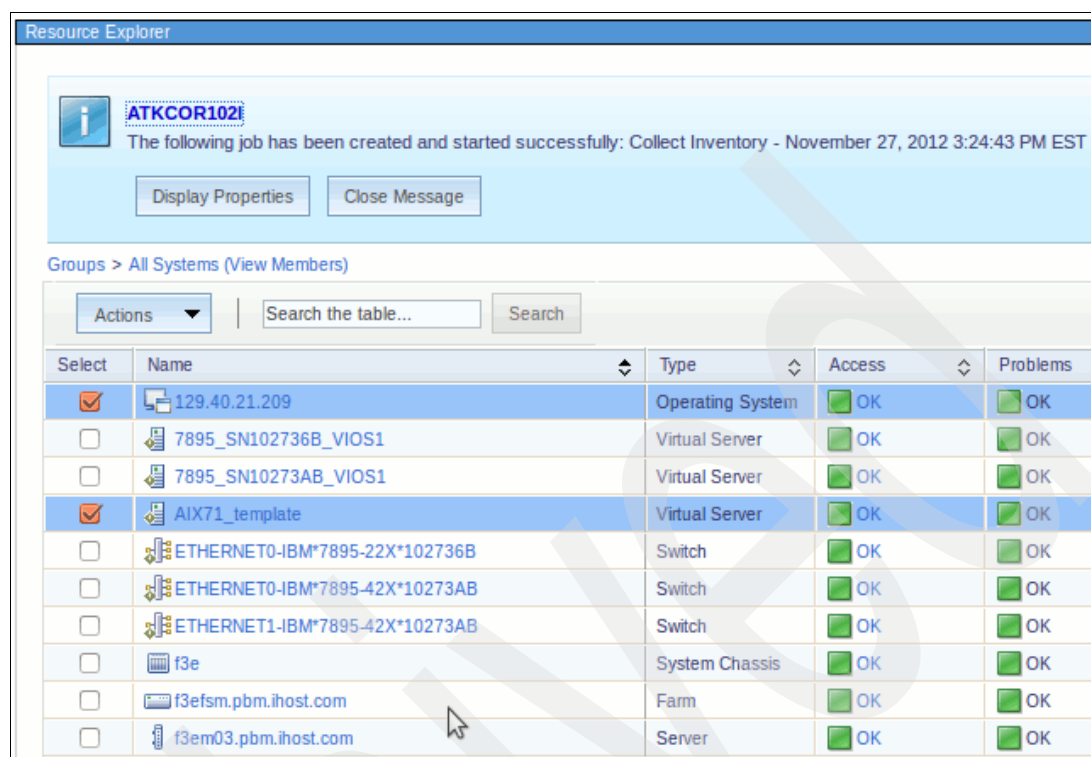 Resource Explorer
ATKCOR102I
The following job has been created and started successfully: Collect Inventory - November 27, 2012 3:24:43 PM EST
Display Properties Close Message
Groups > All Systems (View Members)
Actions Search the table... Search
Select Name Type Access Problems
129.40.21.209 Operating System OK OK
7895_SN102736B_VIOS1 Virtual Server OK OK
7895_SN10273AB_VIOS1 Virtual Server OK OK
AIX71_template Virtual Server OK OK
ETHERNET0-IBM*7895-22X*102736B Switch OK OK
ETHERNET0-IBM*7895-42X*10273AB Switch OK OK
ETHERNET1-IBM*7895-42X*10273AB Switch OK OK
f3e System Chassis OK OK
f3efsm.pbm.ihost.com Farm OK OK
f3em03.pbm.ihost.com Server OK OK